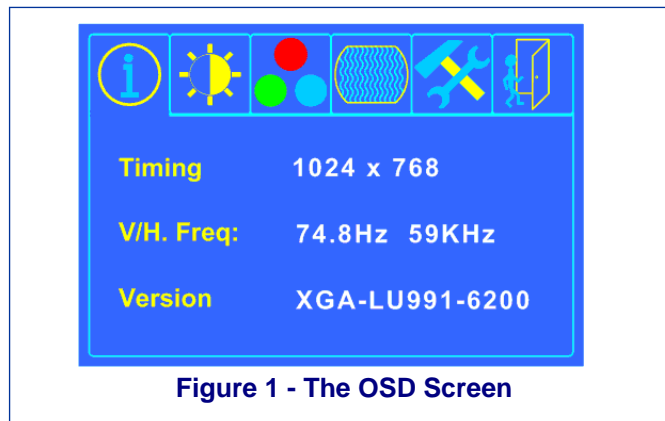 Timing 1024 x 768
V/H. Freq: 74.8Hz 59KHz
Version XGA-LU991-6200
Figure 1 - The OSD Screen